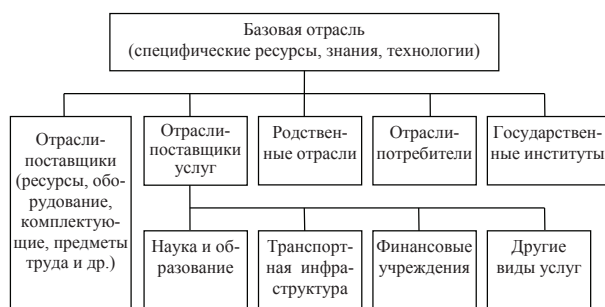 Базовая отрасль
(специфические ресурсы, знания, технологии)
Отрасли-
поставщики
(ресурсы, обо-
рудование,
комплектую-
щие, предметы
труда и др.)
Отрасли-
поставщики
услуг
Родствен-
ные отрасли
Отрасли-
потребители
Государствен-
ные институты
Наука и об-
разование
Транспорт-
ная инфра-
структура
Финансовые
учреждения
Другие
виды услуг